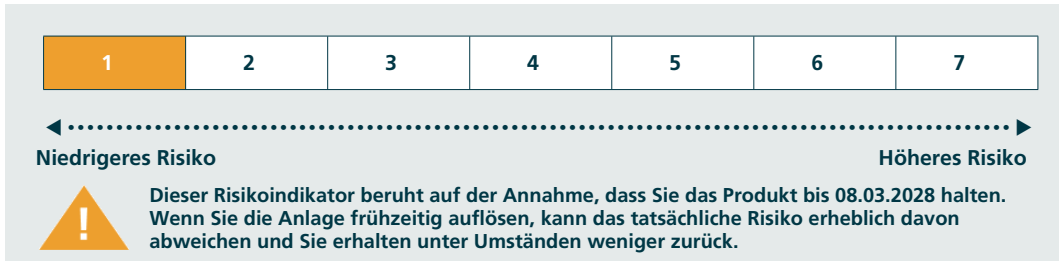 1 2 3 4 5 6 7
Niedrigeres Risiko Höheres Risiko
Dieser Risikoindikator beruht auf der Annahme, dass Sie das Produkt bis 08.03.2028 halten.
Wenn Sie die Anlage frühzeitig auflösen, kann das tatsächliche Risiko erheblich davon
abweichen und Sie erhalten unter Umständen weniger zurück.
!